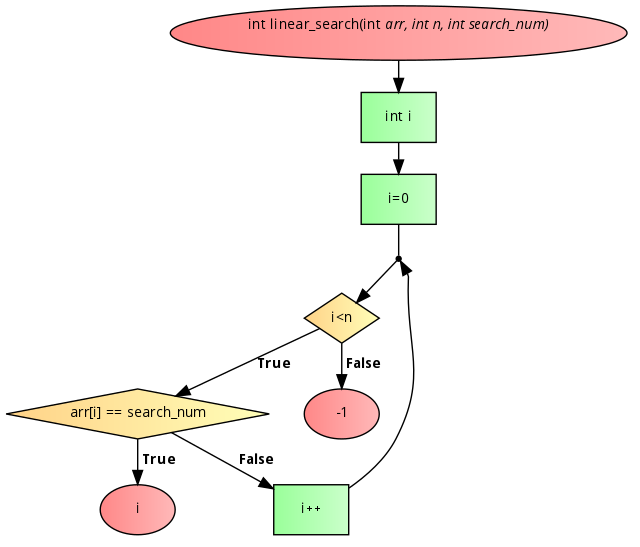 int linear_search(int arr, int n, int search_num)
int i
i=0
i<n
True
False
arr[i] == search_num
-1
True
False
i
i++